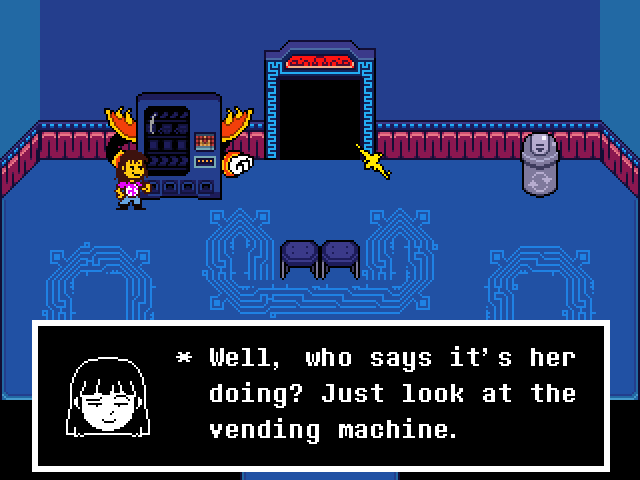 * Well, who says it's her
doing? Just look at the
vending machine.